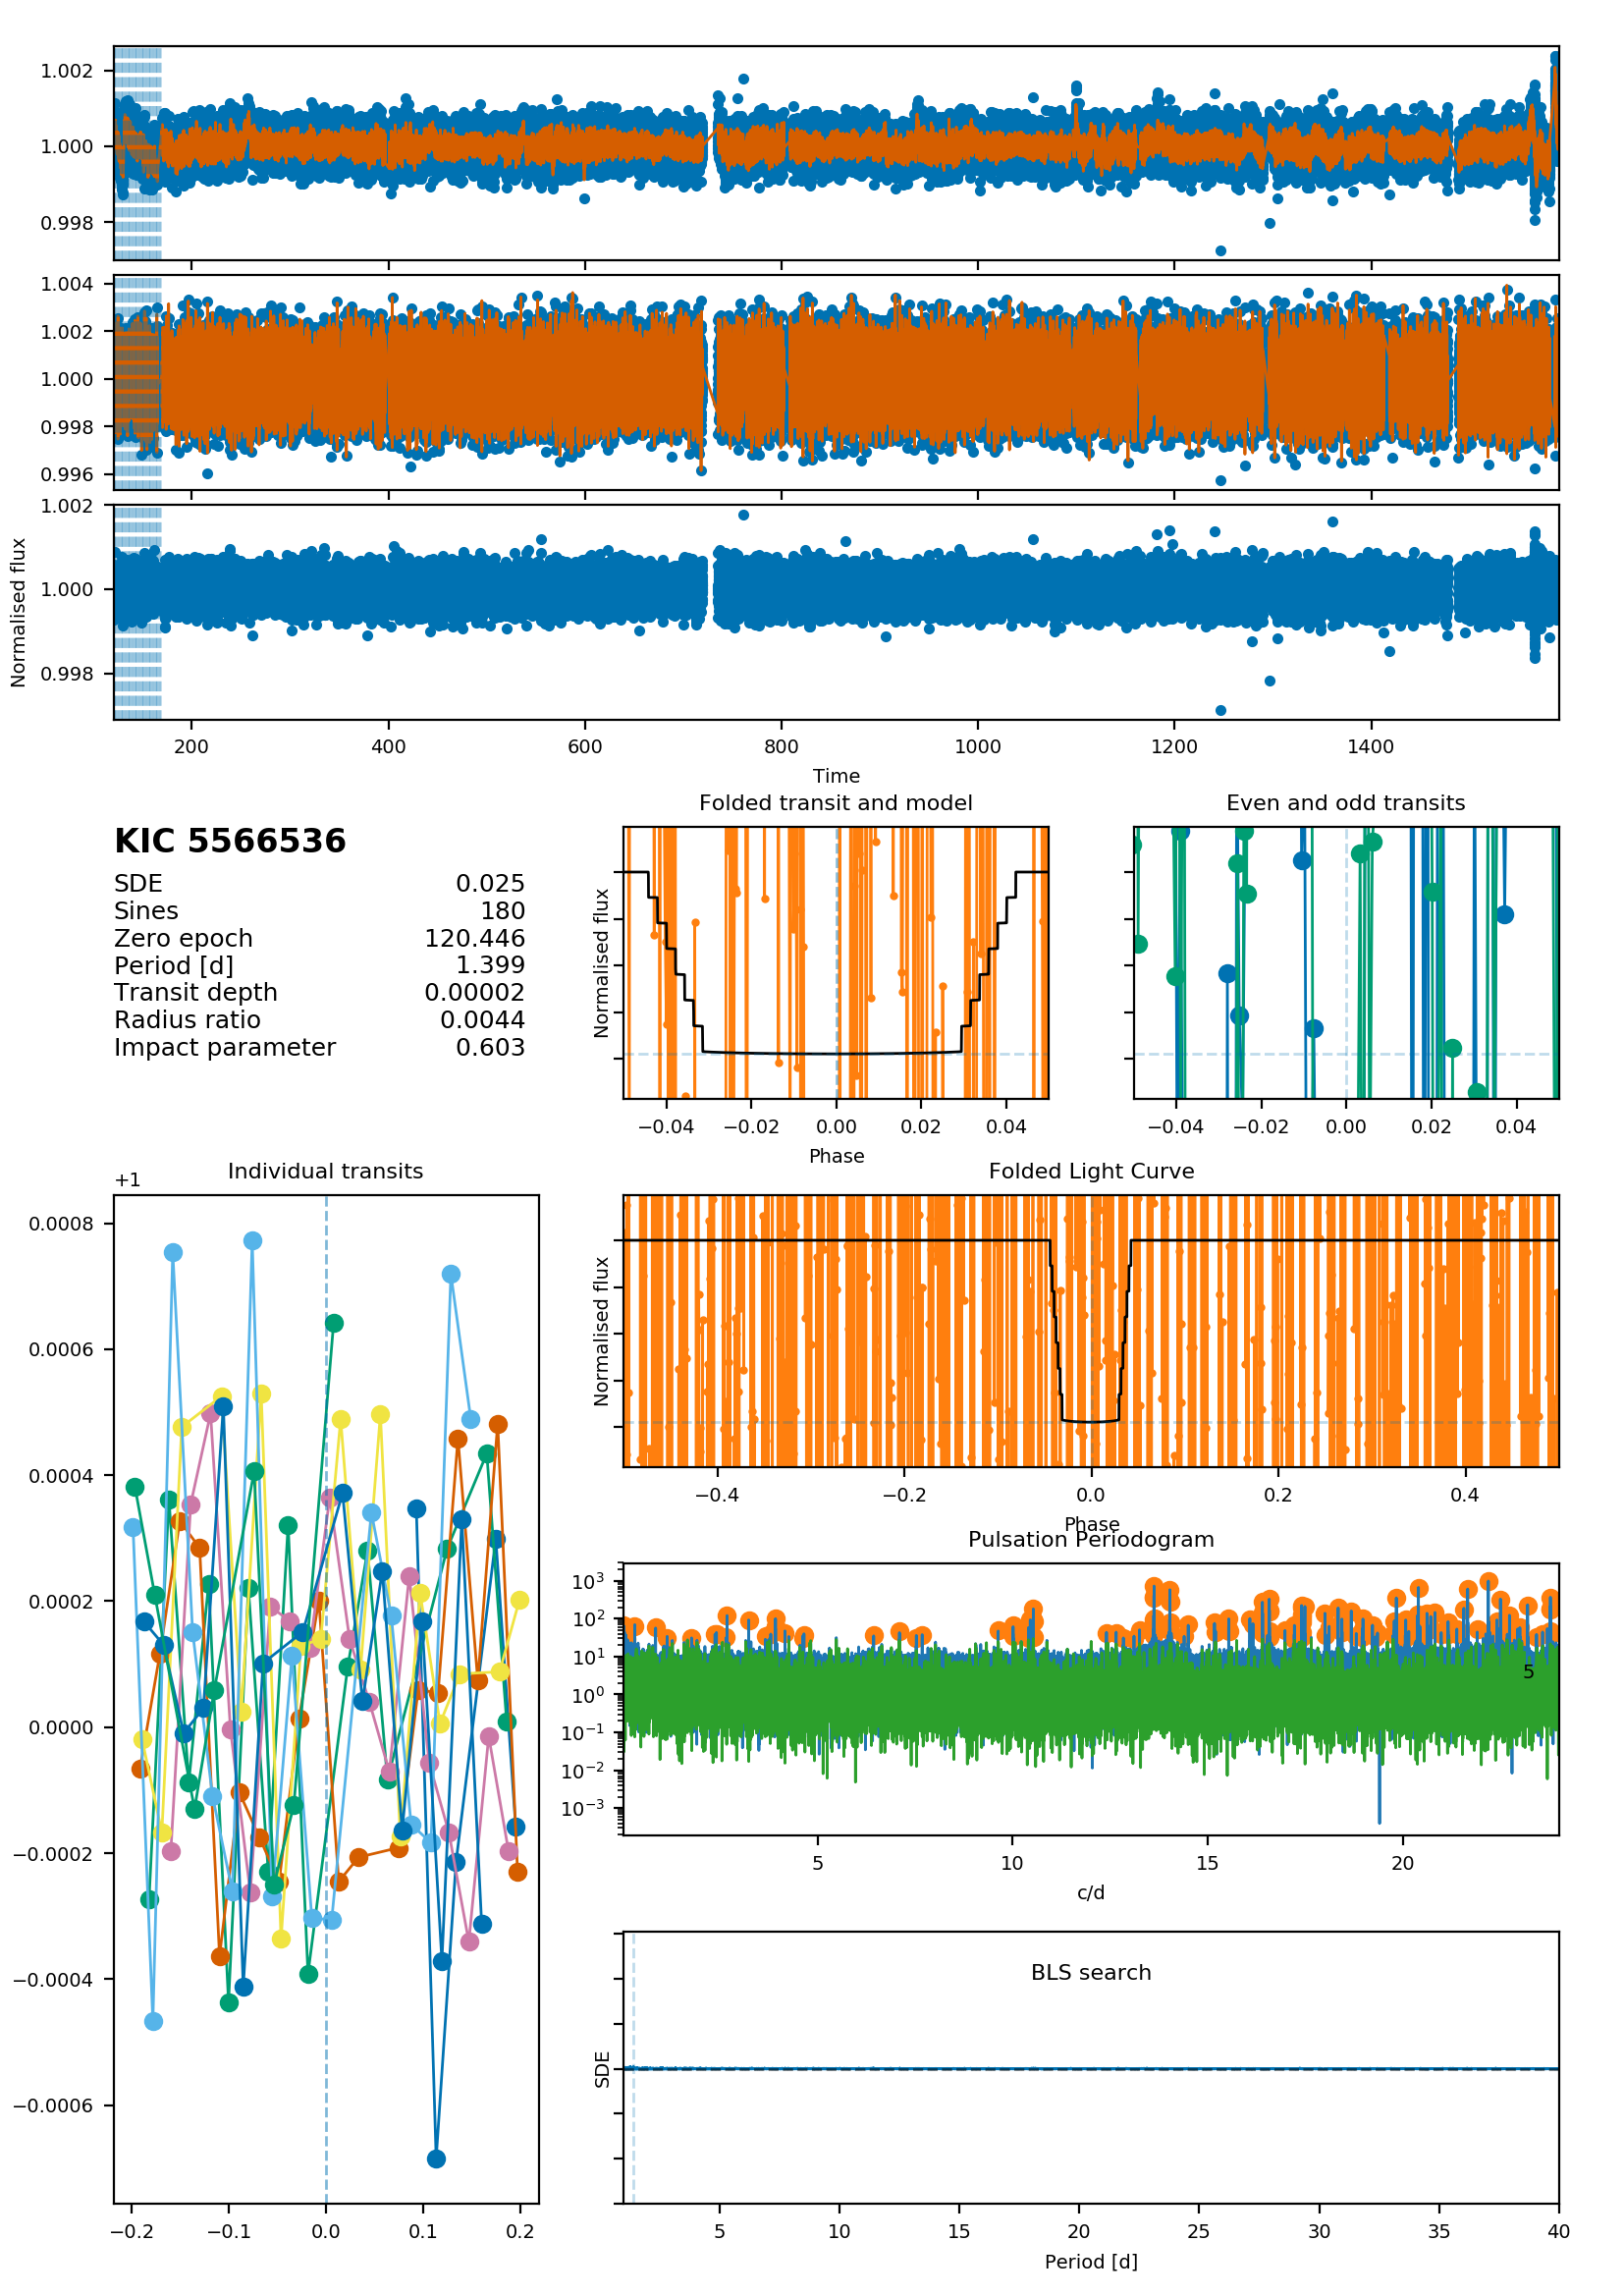 1.002
1.000
0.998
1.004
1.002
1.000
0.998
0.996
1.002
1.000
0.998
Normalised flux
200 400 600 800 1000 1200 1400
Time
KIC 5566536
SDE 0.025
Sines 180
Zero epoch 120.446
Period [d] 1.399
Transit depth 0.00002
Radius ratio 0.0044
Impact parameter 0.603
Folded transit and model
Normalised flux
−0.04 −0.02 0.00 0.02 0.04
Phase
Even and odd transits
−0.04 −0.02 0.00 0.02 0.04
Individual transits
+1
0.0008
0.0006
0.0004
0.0002
0.0000
−0.0002
−0.0004
−0.0006
−0.2 −0.1 0.0 0.1 0.2
Folded Light Curve
Normalised flux
−0.4 −0.2 0.0 0.2 0.4
Phase
Pulsation Periodogram
10³
10²
10¹
10⁰
10⁻¹
10⁻²
10⁻³
5
5 10 15 20
c/d
BLS search
SDE
5 10 15 20 25 30 35 40
Period [d]